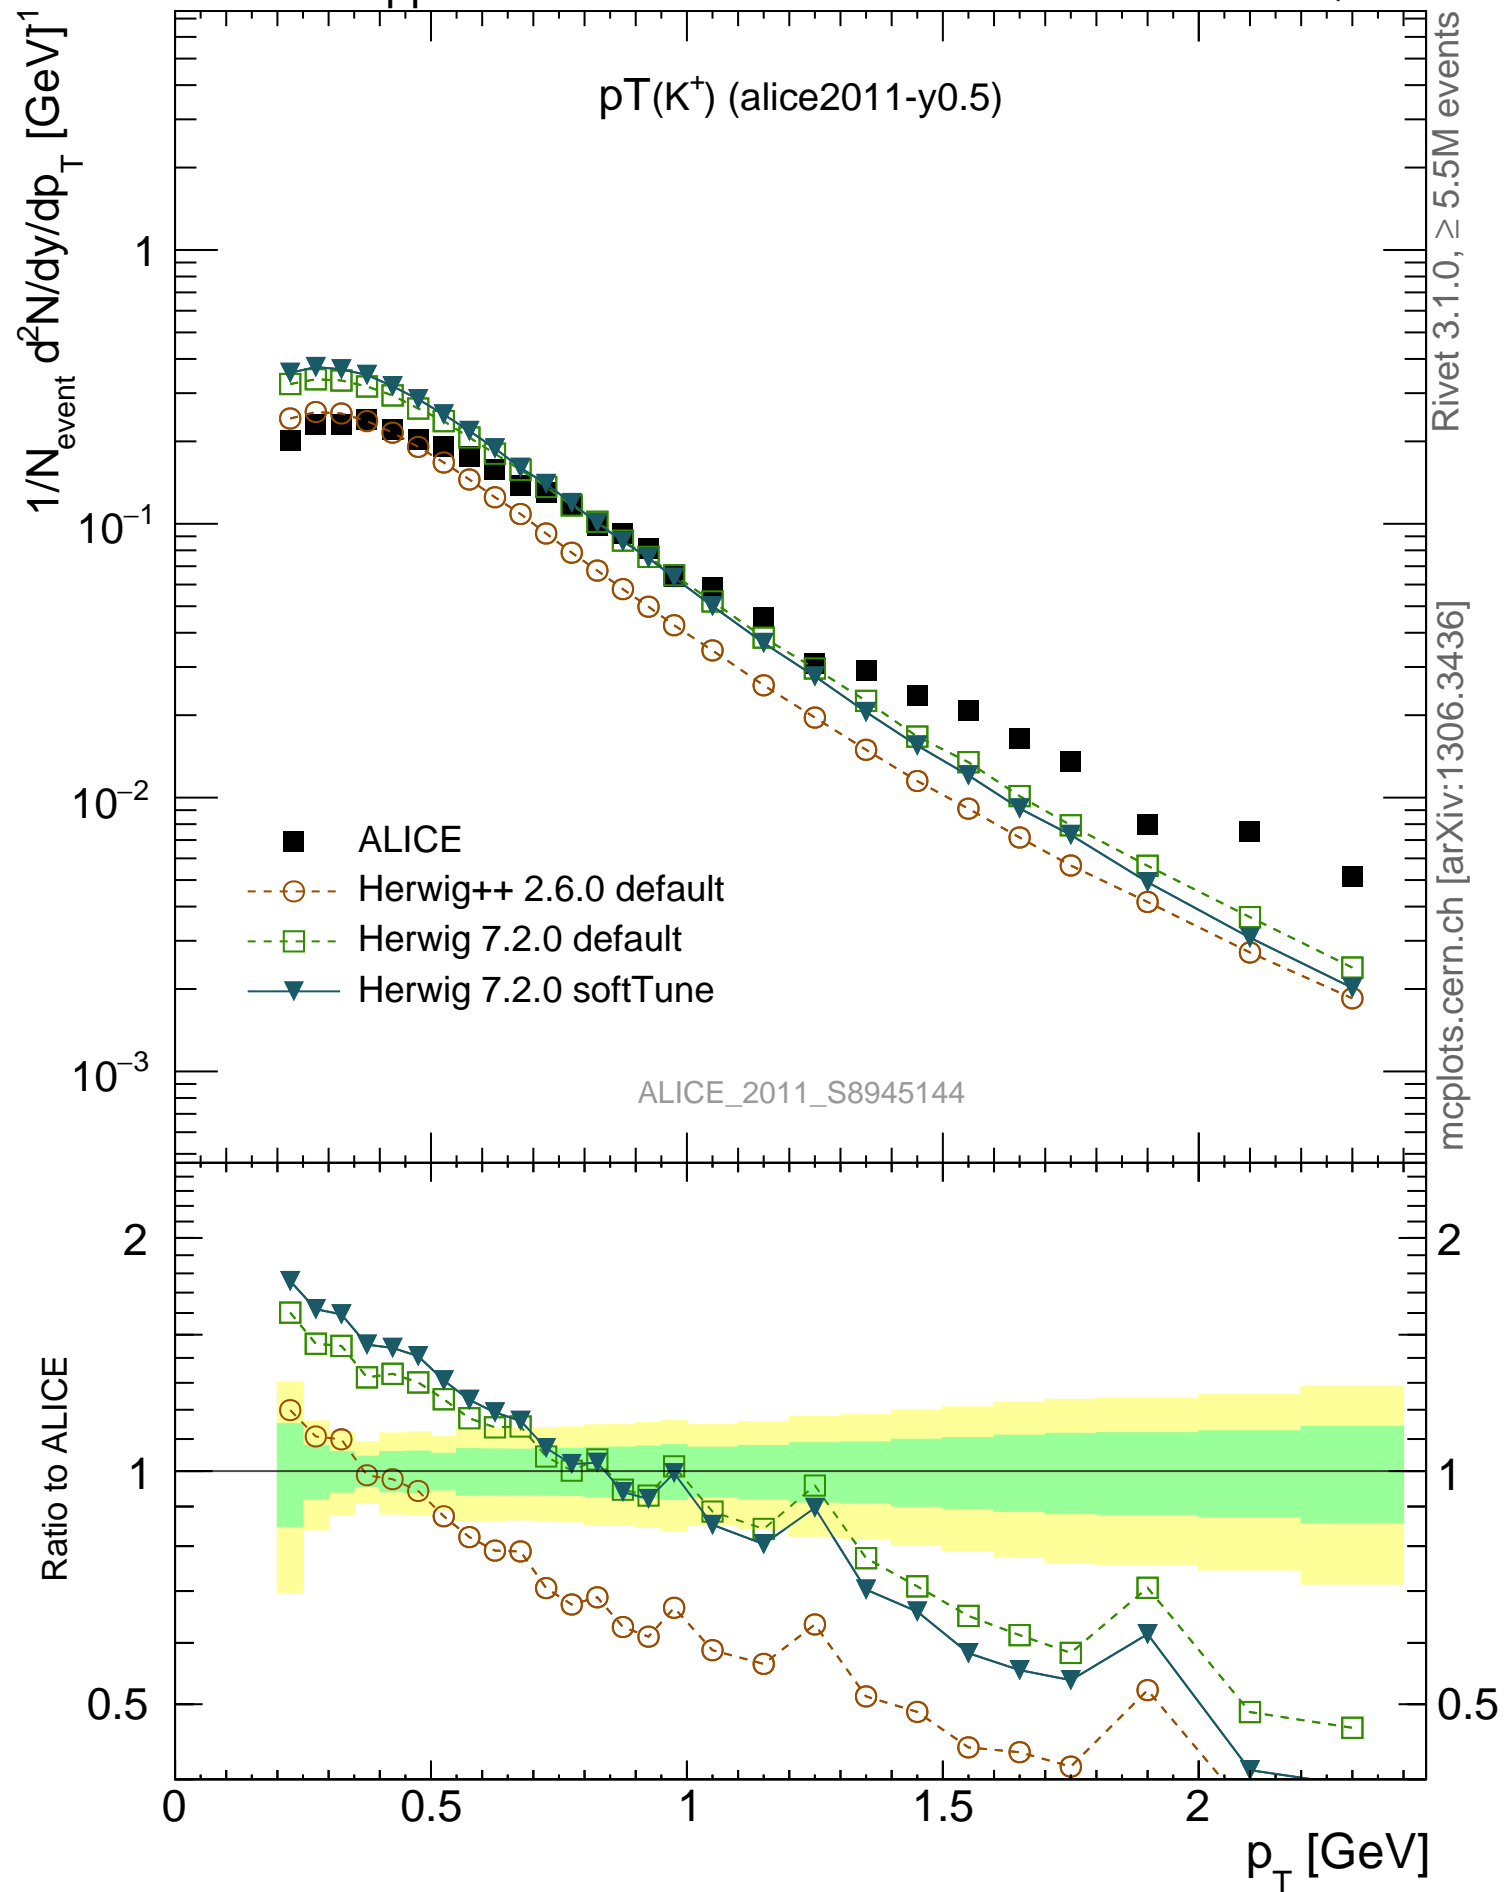 pT(K⁺) (alice2011-y0.5)
1/N_event d²N/dy/dp_T [GeV]⁻¹
1
10⁻¹
10⁻²
10⁻³
ALICE
Herwig++ 2.6.0 default
Herwig 7.2.0 default
Herwig 7.2.0 softTune
ALICE_2011_S8945144
Rivet 3.1.0, ≥ 5.5M events
mcplots.cern.ch [arXiv:1306.3436]
Ratio to ALICE
2
1
0.5
2
1
0.5
0 0.5 1 1.5 2
p_T [GeV]